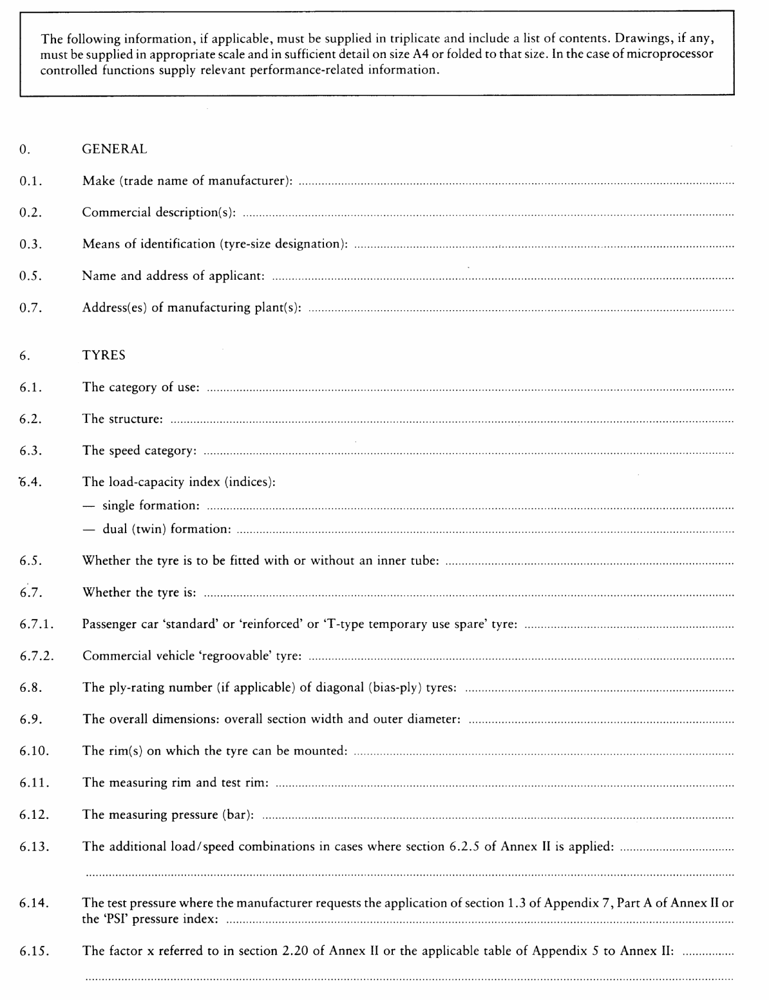 The following information, if applicable, must be supplied in triplicate and include a list of contents. Drawings, if any,
must be supplied in appropriate scale and in sufficient detail on size A4 or folded to that size. In the case of microprocessor
controlled functions supply relevant performance-related information.
0. GENERAL
0.1. Make (trade name of manufacturer):
0.2. Commercial description(s):
0.3. Means of identification (tyre-size designation):
0.5. Name and address of applicant:
0.7. Address(es) of manufacturing plant(s):
6. TYRES
6.1. The category of use:
6.2. The structure:
6.3. The speed category:
6.4. The load-capacity index (indices):
— single formation:
— dual (twin) formation:
6.5. Whether the tyre is to be fitted with or without an inner tube:
6.7. Whether the tyre is:
6.7.1. Passenger car ‘standard’ or ‘reinforced’ or ‘T-type temporary use spare’ tyre:
6.7.2. Commercial vehicle ‘regroovable’ tyre:
6.8. The ply-rating number (if applicable) of diagonal (bias-ply) tyres:
6.9. The overall dimensions: overall section width and outer diameter:
6.10. The rim(s) on which the tyre can be mounted:
6.11. The measuring rim and test rim:
6.12. The measuring pressure (bar):
6.13. The additional load/speed combinations in cases where section 6.2.5 of Annex II is applied:
6.14. The test pressure where the manufacturer requests the application of section 1.3 of Appendix 7, Part A of Annex II or
the ‘PSI’ pressure index:
6.15. The factor x referred to in section 2.20 of Annex II or the applicable table of Appendix 5 to Annex II: